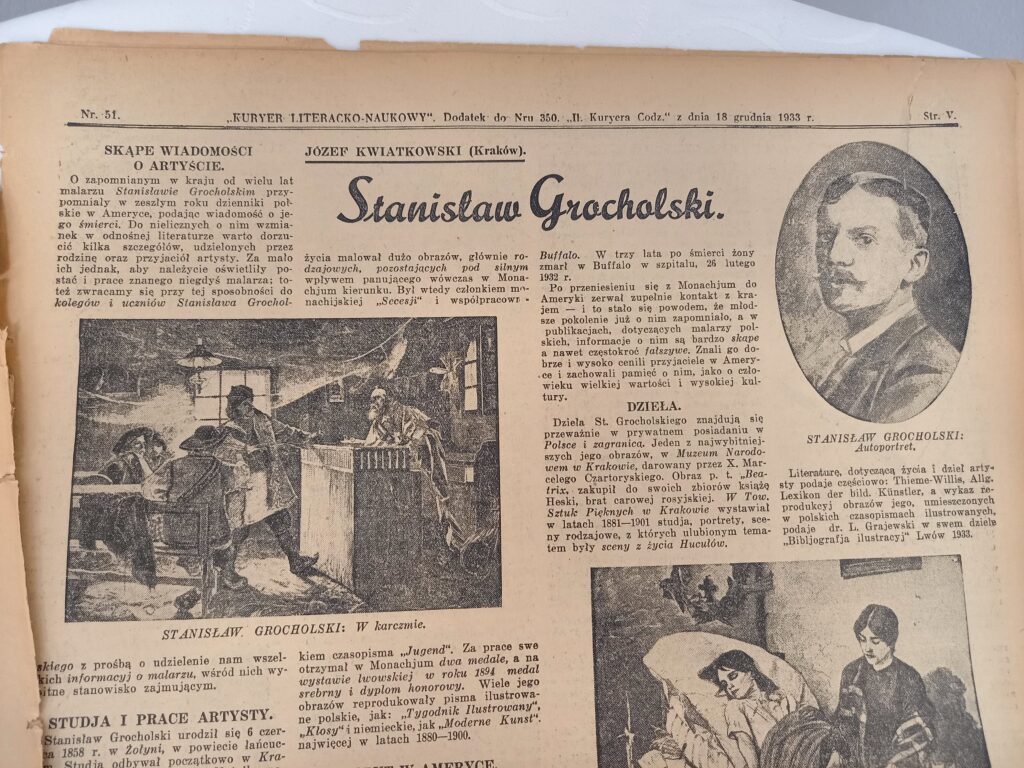 Nr. 51.
„KURYER LITERACKO-NAUKOWY“. Dodatek do Nru 350. „Il. Kuryera Codz.“ z dnia 18 grudnia 1933 r.
Str. V.
SKĄPE WIADOMOŚCI
O ARTYŚCIE.
O zapomnianym w kraju od wielu lat
malarzu Stanisławie Grocholskim przy-
pomniały w zeszłym roku dzienniki pol-
skie w Ameryce, podając wiadomość o je-
go śmierci. Do nielicznych o nim wzmia-
nek w odnośnej literaturze warto dorzu-
cić kilka szczegółów, udzielonych przez
rodzinę oraz przyjaciół artysty. Za mało
ich jednak, aby należycie oświetliły po-
stać i prace znanego niegdyś malarza; to-
też zwracamy się przy tej sposobności do
kolegów i uczniów Stanisława Grochol-
JÓZEF KWIATKOWSKI (Kraków).
Stanisław Grocholski.
życia malował dużo obrazów, głównie ro-
dzajowych, pozostających pod silnym
wpływem panującego wówczas w Mona-
chjum kierunku. Był wtedy członkiem mo-
nachijskiej „Secesji“ i współpracown-
Buffalo. W trzy lata po śmierci żony
zmarł w Buffalo w szpitalu, 26 lutego
1932 r.
Po przeniesieniu się z Monachjum do
Ameryki zerwał zupełnie kontakt z kra-
jem — i to stało się powodem, że młod-
sze pokolenie już o nim zapomniało, a w
publikacjach, dotyczących malarzy pol-
skich, informacje o nim są bardzo skąpe
a nawet częstokroć fałszywe. Znali go do-
brze i wysoko cenili przyjaciele w Amery-
ce i zachowali pamięć o nim, jako o czło-
wieku wielkiej wartości i wysokiej kul-
tury.
DZIEŁA.
Dzieła St. Grocholskiego znajdują się
przeważnie w prywatnem posiadaniu w
Polsce i zagranicą. Jeden z najwybitniej-
szych jego obrazów, w Muzeum Narodo-
wem w Krakowie, darowany przez X. Mar-
celego Czartoryskiego. Obraz p. t. „Bea-
trix“ zakupił do swoich zbiorów książę
Heski, brat carowej rosyjskiej. W Tow.
Sztuk Pięknych w Krakowie wystawiał
w latach 1881—1901 studja, portrety, sce-
ny rodzajowe, z których ulubionym tema-
tem były sceny z życia Huculów.
STANISŁAW GROCHOLSKI:
Autoportret.
Literaturę, dotyczącą życia i dzieł arty-
sty podaje częściowo: Thieme-Willis, Allg.
Lexikon der bild. Künstler, a wykaz re-
produkcyj obrazów jego, umieszczonych
w polskich czasopismach ilustrowanych,
podaje dr. L. Grajewski w swem dziele
„Bibljografja ilustracyj“ Lwów 1933.
STANISŁAW GROCHOLSKI: W karczmie.
skiego z prośbą o udzielenie nam wszel-
kich informacyj o malarzu, wśród nich wy-
bitne stanowisko zajmującym.
STUDJA I PRACE ARTYSTY.
Stanisław Grocholski urodził się 6 czer-
wca 1858 r. w Żołyni, w powiecie łańcuc-
Studja odbywał początkowo w Kra-
kiem czasopisma „Jugend“. Za prace swe
otrzymał w Monachjum dwa medale, a na
wystawie lwowskiej w roku 1894 medal
srebrny i dyplom honorowy. Wiele jego
obrazów reprodukowały pisma ilustrowa-
ne polskie, jak: „Tygodnik Ilustrowany“,
„Kłosy“ i niemieckie, jak „Moderne Kunst“.
najwięcej w latach 1880—1900.
W AMERYCE.